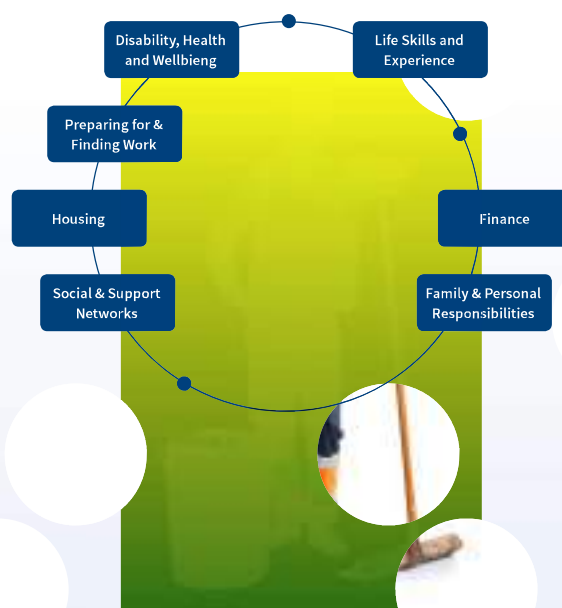 Disability, Health
and Wellbieng
Life Skills and
Experience
Preparing for &
Finding Work
Housing
Finance
Social & Support
Networks
Family & Personal
Responsibilities